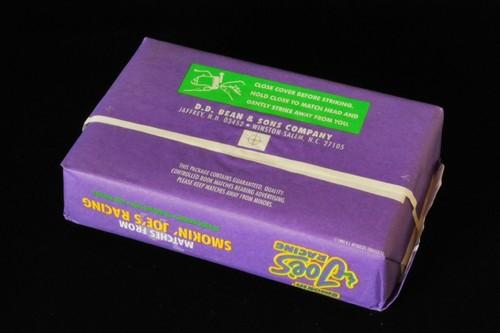 CLOSE COVER BEFORE STRIKING.
HOLD CLOSE TO MATCH HEAD AND
GENTLY STRIKE AWAY FROM YOU.
D.D. BEAN & SONS COMPANY
JAFFREY, N.H. 03452 • WINSTON-SALEM, N.C. 27105
THIS PACKAGE CONTAINS GUARANTEED, QUALITY
CONTROLLED BOOK MATCHES BEARING ADVERTISING.
PLEASE KEEP MATCHES AWAY FROM MINORS.
MATCHES FROM
SMOKIN' JOE'S RACING
SMOKIN'
Joe's
RACING